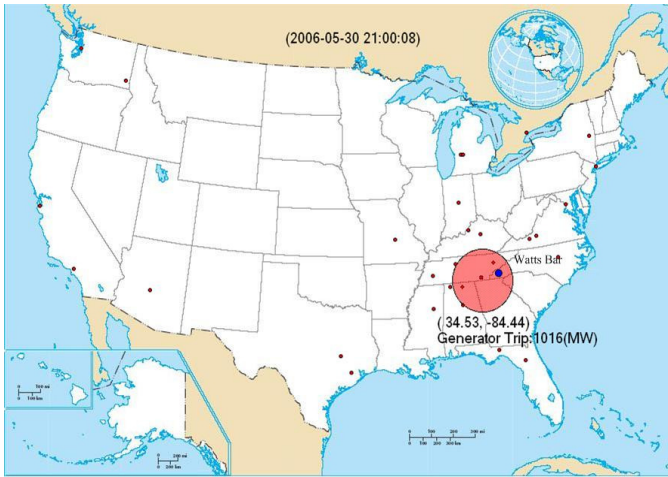 (2006-05-30 21:00:08)
Watts Bar
( 34.53, -84.44)
Generator Trip:1016(MW)